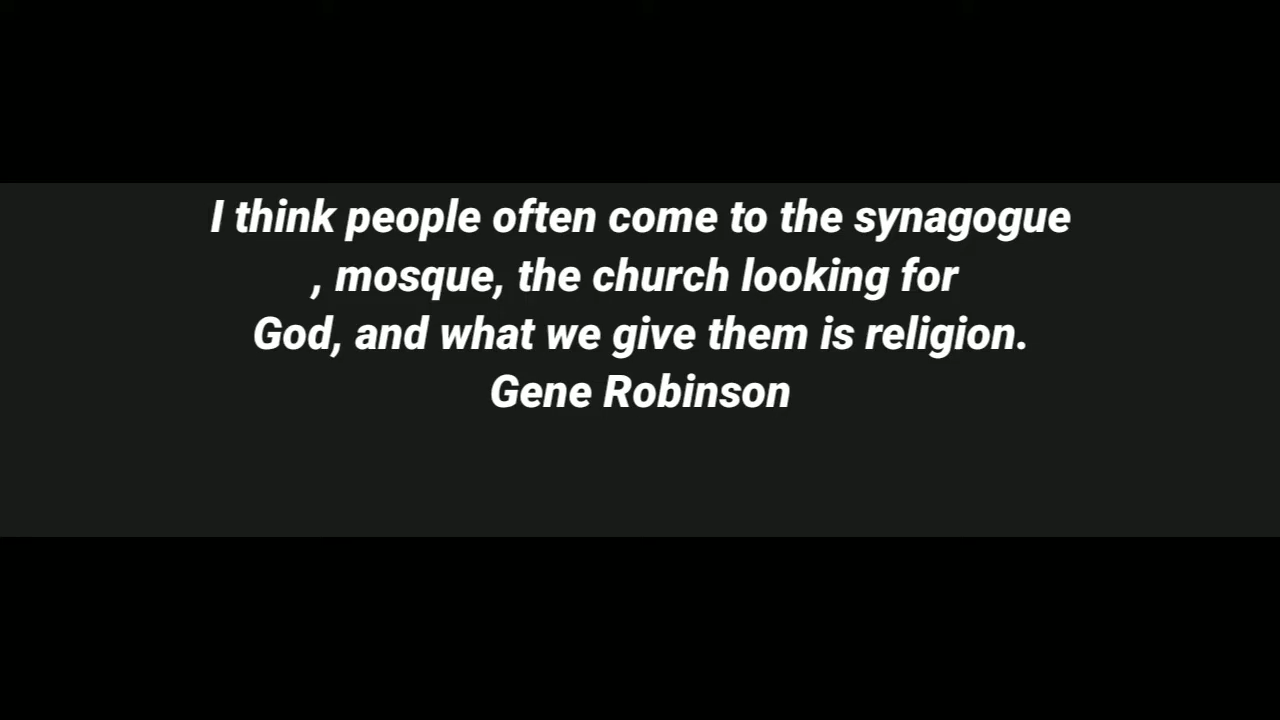 I think people often come to the synagogue
, mosque, the church looking for
God, and what we give them is religion.
Gene Robinson